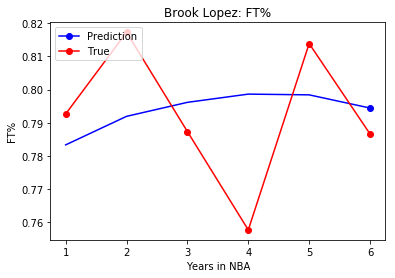 Brook Lopez: FT%
Prediction
True
0.82
0.81
0.80
0.79
0.78
0.77
0.76
FT%
1 2 3 4 5 6
Years in NBA